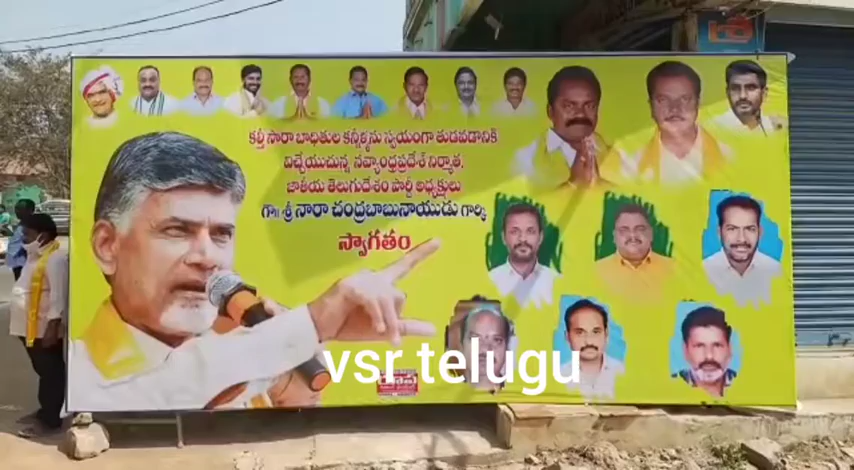 కల్తీ సారా బాధితుల కన్నీళ్ళను స్వయంగా తుడవడానికి
విచ్చేయుచున్న నవ్యాంధ్రప్రదేశ్ నిర్మాత,
జాతీయ తెలుగుదేశం పార్టీ అధ్యక్షులు
గౌ॥ శ్రీ నారా చంద్రబాబునాయుడు గార్కి
స్వాగతం
vsr telugu